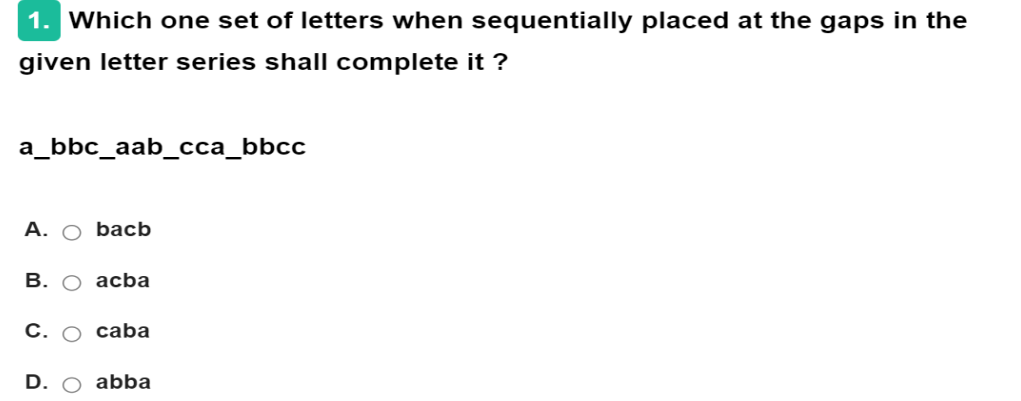 1. Which one set of letters when sequentially placed at the gaps in the
given letter series shall complete it ?
a_bbc_aab_cca_bbcc
A. bacb
B. acba
C. caba
D. abba